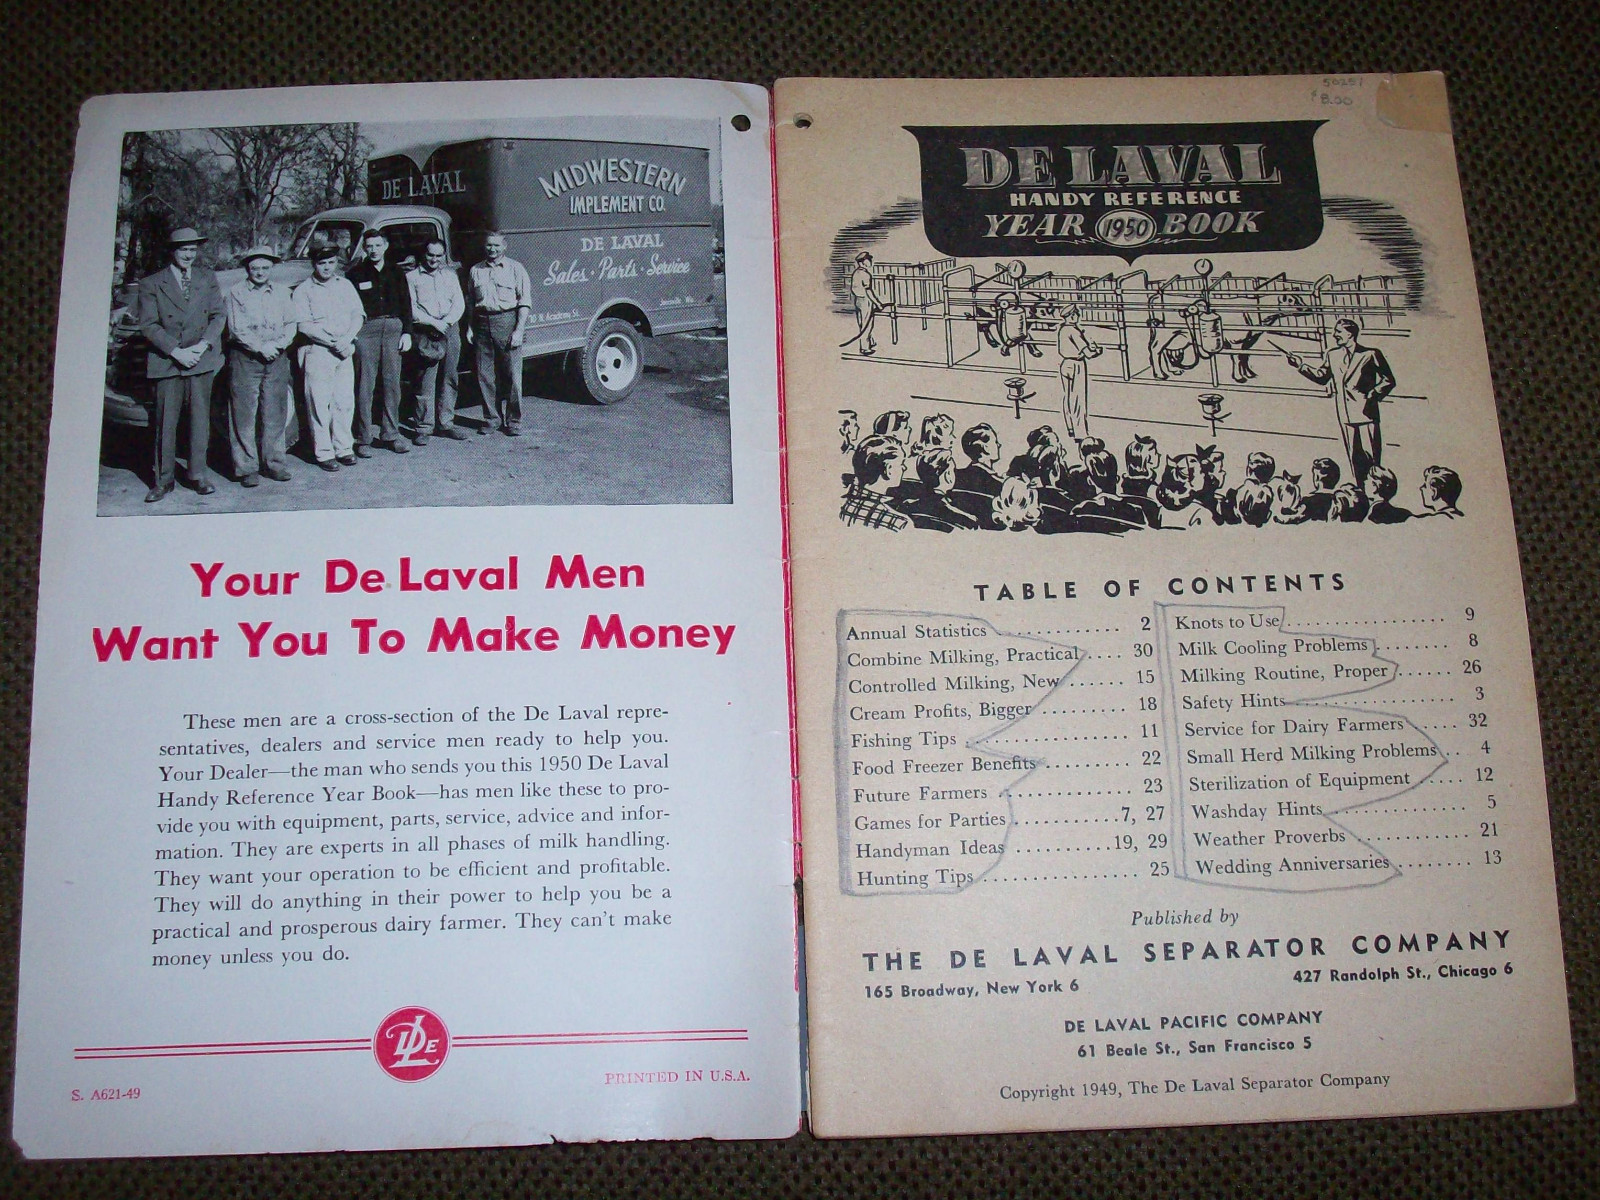 DE LAVAL
MIDWESTERN
IMPLEMENT CO.
DE LAVAL
Sales · Parts · Service
Janesville, Wis.
N. Academy St.
Your De Laval Men
Want You To Make Money
These men are a cross-section of the De Laval repre-
sentatives, dealers and service men ready to help you.
Your Dealer—the man who sends you this 1950 De Laval
Handy Reference Year Book—has men like these to pro-
vide you with equipment, parts, service, advice and infor-
mation. They are experts in all phases of milk handling.
They want your operation to be efficient and profitable.
They will do anything in their power to help you be a
practical and prosperous dairy farmer. They can't make
money unless you do.
DLE
S. A621-49
PRINTED IN U.S.A.
$8.00
DE LAVAL
HANDY REFERENCE
YEAR 1950 BOOK
TABLE OF CONTENTS
Annual Statistics ............ 2
Combine Milking, Practical .... 30
Controlled Milking, New ...... 15
Cream Profits, Bigger ......... 18
Fishing Tips ................. 11
Food Freezer Benefits ......... 22
Future Farmers .............. 23
Games for Parties ............ 7, 27
Handyman Ideas .......... 19, 29
Hunting Tips ................ 25
Knots to Use ................. 9
Milk Cooling Problems ........ 8
Milking Routine, Proper ...... 26
Safety Hints .................. 3
Service for Dairy Farmers ..... 32
Small Herd Milking Problems .. 4
Sterilization of Equipment ..... 12
Washday Hints ............... 5
Weather Proverbs ............ 21
Wedding Anniversaries ........ 13
Published by
THE DE LAVAL SEPARATOR COMPANY
165 Broadway, New York 6
427 Randolph St., Chicago 6
DE LAVAL PACIFIC COMPANY
61 Beale St., San Francisco 5
Copyright 1949, The De Laval Separator Company